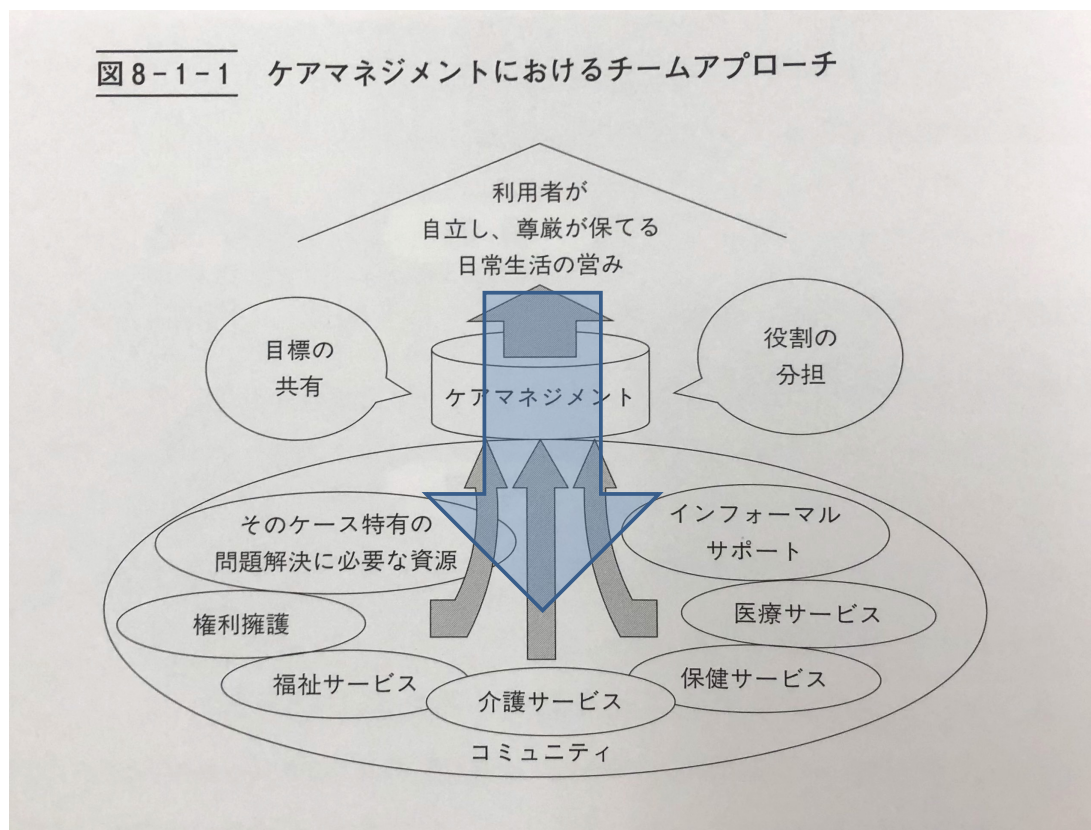 図8-1-1 ケアマネジメントにおけるチームアプローチ
利用者が
自立し、尊厳が保てる
日常生活の営み
目標の
共有
役割の
分担
ケアマネジメント
そのケース特有の
問題解決に必要な資源
インフォーマル
サポート
権利擁護
医療サービス
福祉サービス
介護サービス
保健サービス
コミュニティ